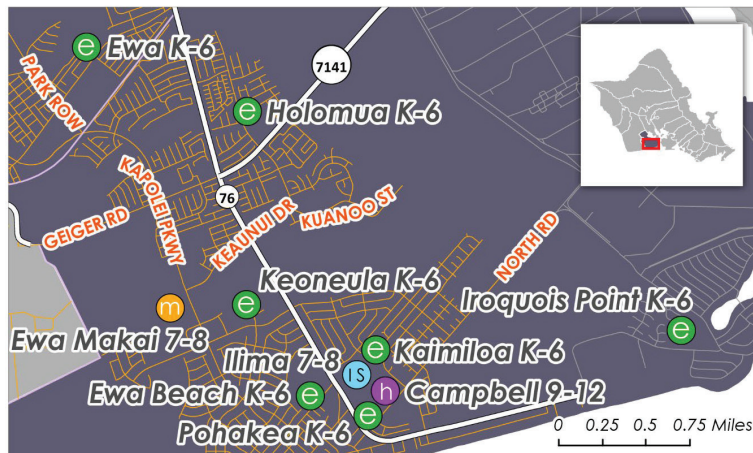 e Ewa K-6
7141
PARK ROW
e Holomua K-6
KAPOLEI PKWY
76
GEIGER RD
KEAUNUI DR
KUANOO ST
NORTH RD
Keoneula K-6
e
m
Ewa Makai 7-8
Iroquois Point K-6
e
Ilima 7-8
IS
e Kaimiloa K-6
Ewa Beach K-6
e
h Campbell 9-12
Pohakea K-6
e
0 0.25 0.5 0.75 Miles